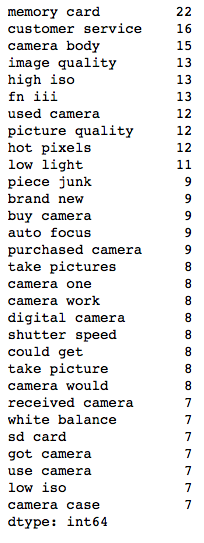 memory card 22
customer service 16
camera body 15
image quality 13
high iso 13
fn iii 13
used camera 12
picture quality 12
hot pixels 12
low light 11
piece junk 9
brand new 9
buy camera 9
auto focus 9
purchased camera 9
take pictures 8
camera one 8
camera work 8
digital camera 8
shutter speed 8
could get 8
take picture 8
camera would 8
received camera 7
white balance 7
sd card 7
got camera 7
use camera 7
low iso 7
camera case 7
dtype: int64